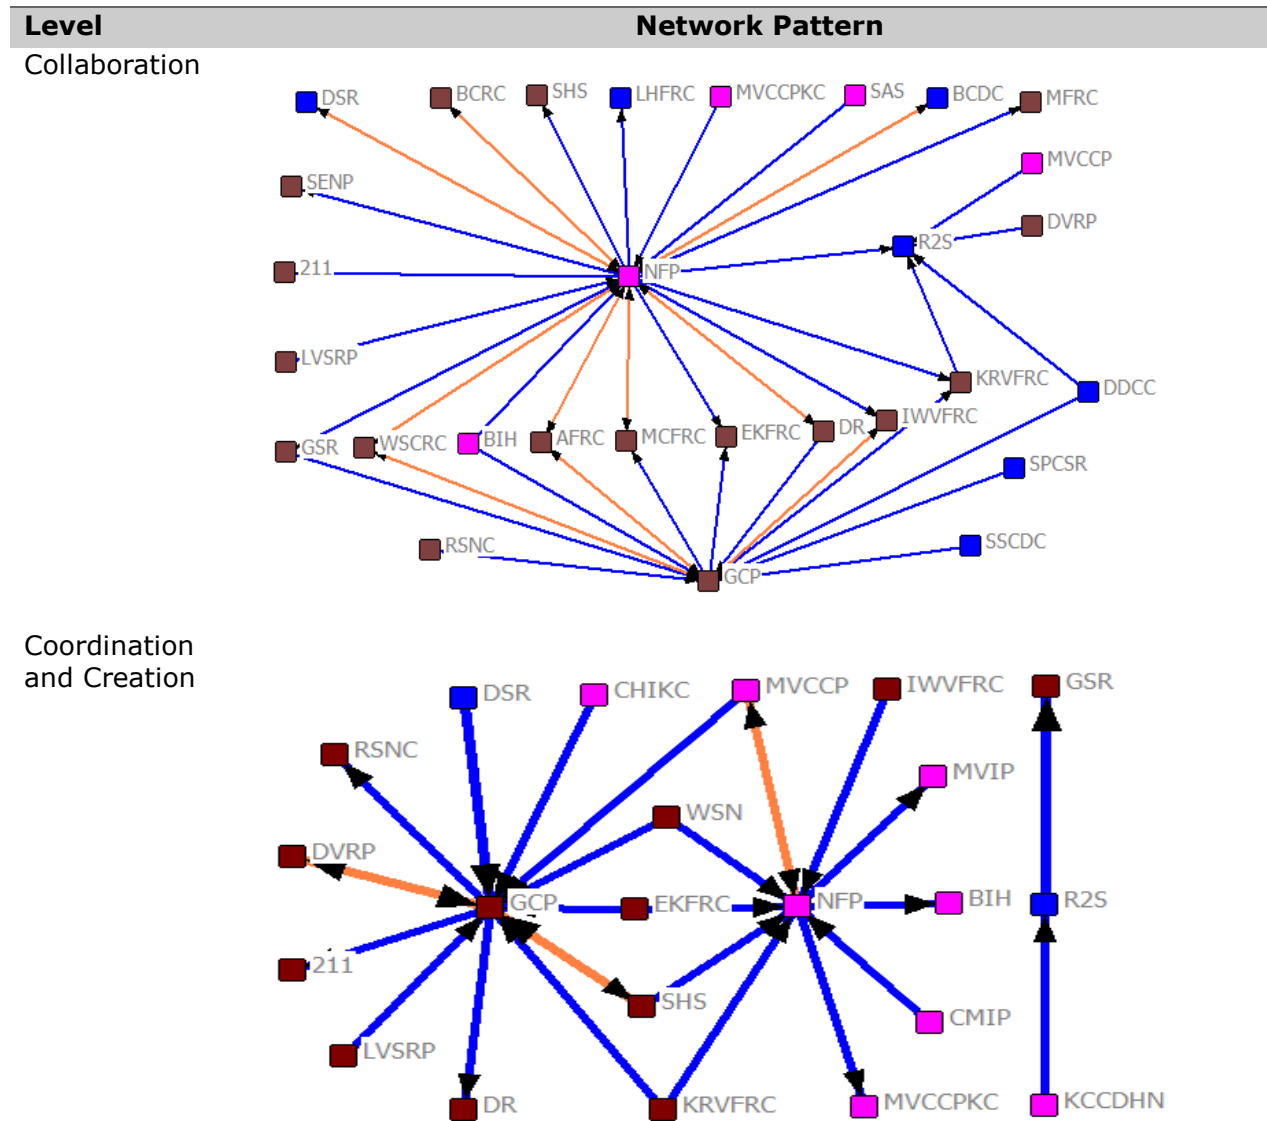 Level Network Pattern
Collaboration
DSR BCRC SHS LHFRC MVCCPKC SAS BCDC MFRC
MVCCP
SENP
DVRP
R2S
211 NFP
LVSRP
KRVFRC
DDCC
GSR WSCRC BIH AFRC MCFRC EKFRC DR IWVFRC
SPCSR
RSNC
SSCDC
GCP
Coordination
and Creation
DSR CHIKC MVCCP IWVFRC GSR
RSNC
MVIP
WSN
DVRP
GCP EKFRC NFP BIH R2S
211
SHS
CMIP
LVSRP
DR KRVFRC MVCCPKC KCCDHN